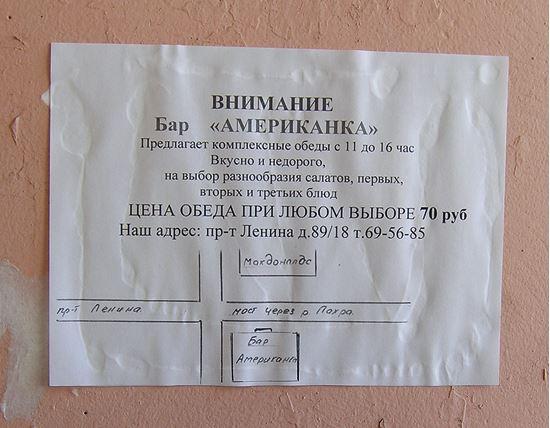 ВНИМАНИЕ
Бар «АМЕРИКАНКА»
Предлагает комплексные обеды с 11 до 16 час
Вкусно и недорого,
на выбор разнообразия салатов, первых,
вторых и третьих блюд
ЦЕНА ОБЕДА ПРИ ЛЮБОМ ВЫБОРЕ 70 руб
Наш адрес: пр-т Ленина д.89/18 т.69-56-85
Макдоналдс
пр-т Ленина.
мост через р Пахра.
Бар
Американка